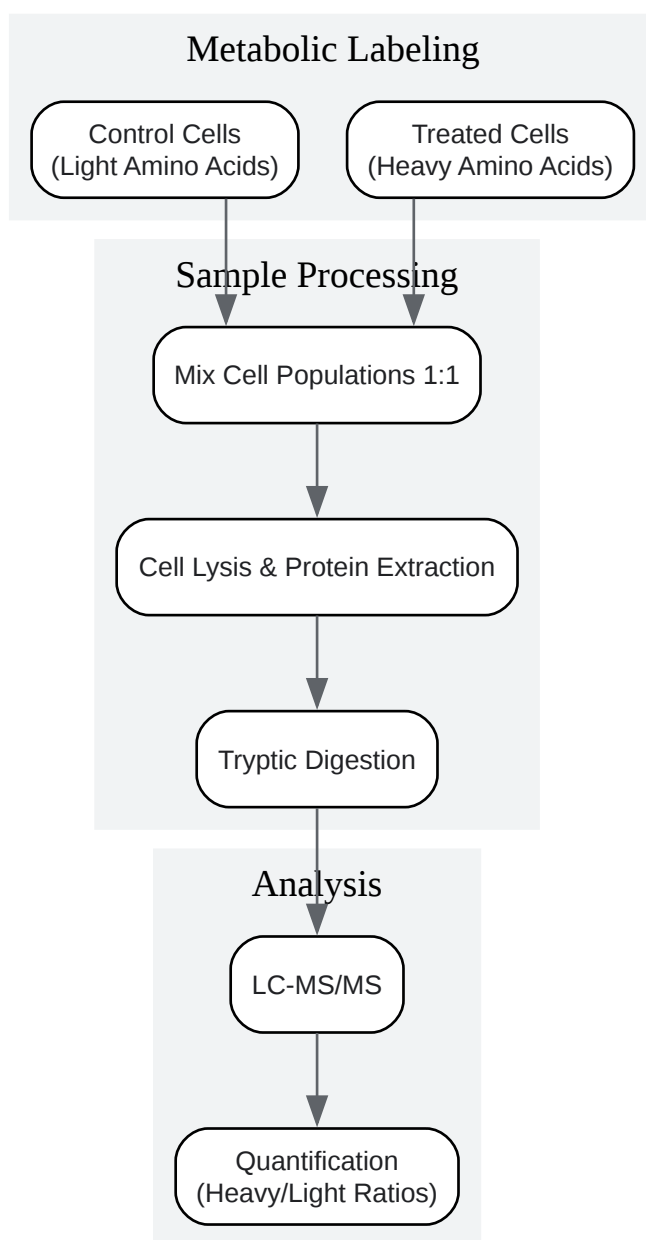 Metabolic Labeling
Control Cells
(Light Amino Acids)
Treated Cells
(Heavy Amino Acids)
Sample Processing
Mix Cell Populations 1:1
Cell Lysis & Protein Extraction
Tryptic Digestion
Analysis
LC-MS/MS
Quantification
(Heavy/Light Ratios)